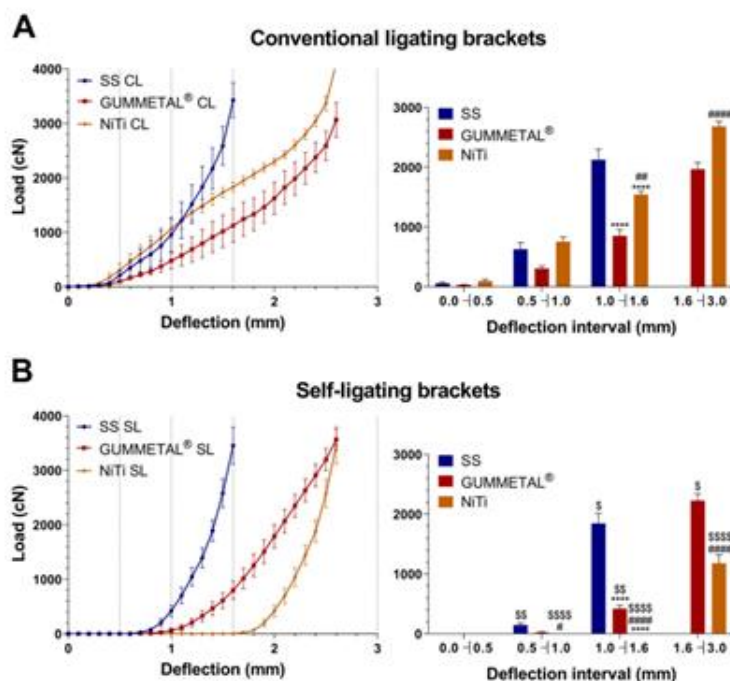 A
Conventional ligating brackets
4000
3000
2000
1000
0
Load (cN)
SS CL
GUMMETAL® CL
NiTi CL
0 1 2 3
Deflection (mm)
3000
2000
1000
0
SS
GUMMETAL®
NiTi
****
##
****
####
0.0 0.5 0.5 1.0 1.0 1.6 1.6 3.0
Deflection interval (mm)
B
Self-ligating brackets
4000
3000
2000
1000
0
Load (cN)
SS SL
GUMMETAL® SL
NiTi SL
0 1 2 3
Deflection (mm)
3000
2000
1000
0
SS
GUMMETAL®
NiTi
$$
$$$$
#
$
$$
****
$$$$
####
****
$
$$$$
####
0.0 0.5 0.5 1.0 1.0 1.6 1.6 3.0
Deflection interval (mm)